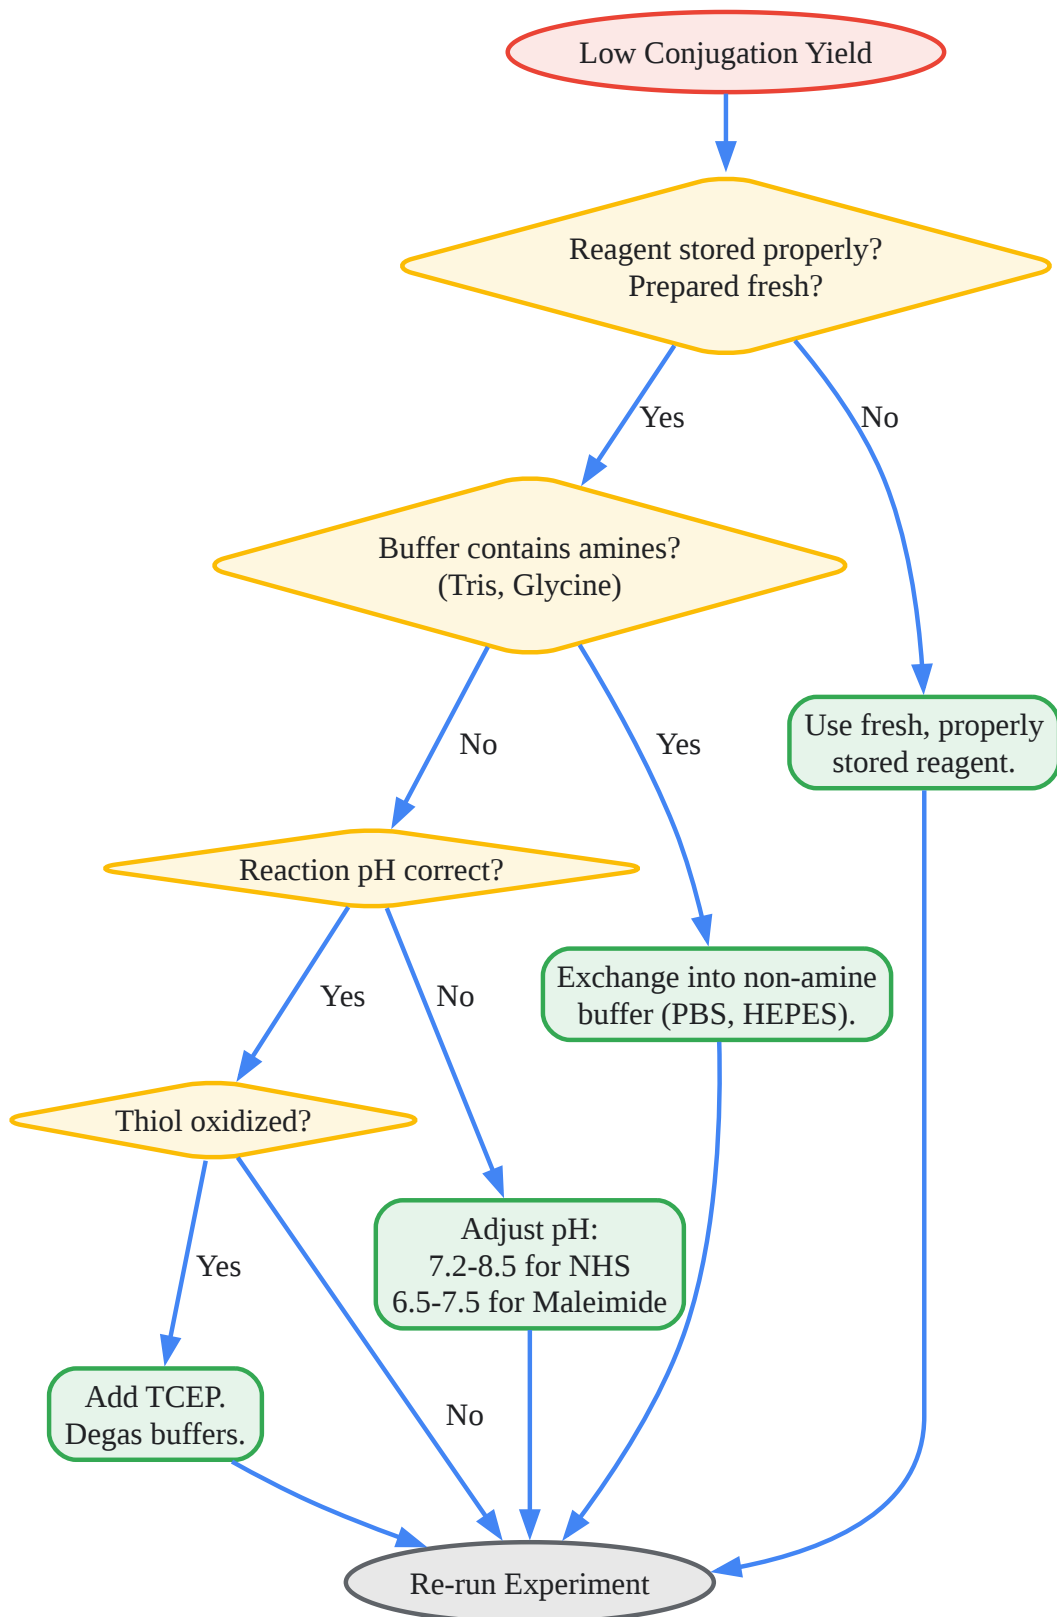 Low Conjugation Yield
Reagent stored properly?
Prepared fresh?
Yes
No
Buffer contains amines?
(Tris, Glycine)
No
Yes
Use fresh, properly
stored reagent.
Reaction pH correct?
Yes
No
Exchange into non-amine
buffer (PBS, HEPES).
Thiol oxidized?
Yes
Adjust pH:
7.2-8.5 for NHS
6.5-7.5 for Maleimide
Add TCEP.
Degas buffers.
No
Re-run Experiment